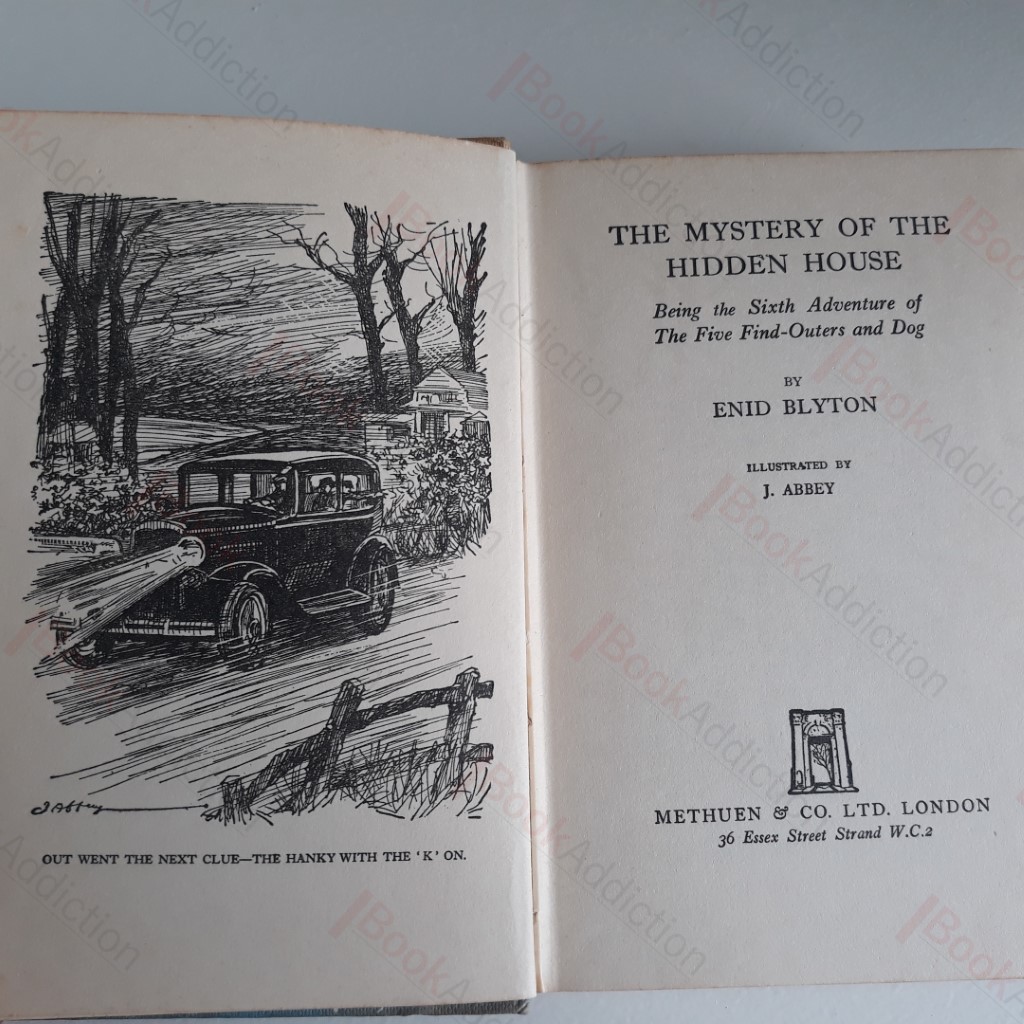 J Abbey
OUT WENT THE NEXT CLUE—THE HANKY WITH THE 'K' ON.
THE MYSTERY OF THE
HIDDEN HOUSE
Being the Sixth Adventure of
The Five Find-Outers and Dog
BY
ENID BLYTON
ILLUSTRATED BY
J. ABBEY
METHUEN & CO. LTD. LONDON
36 Essex Street Strand W.C.2
BookAddiction